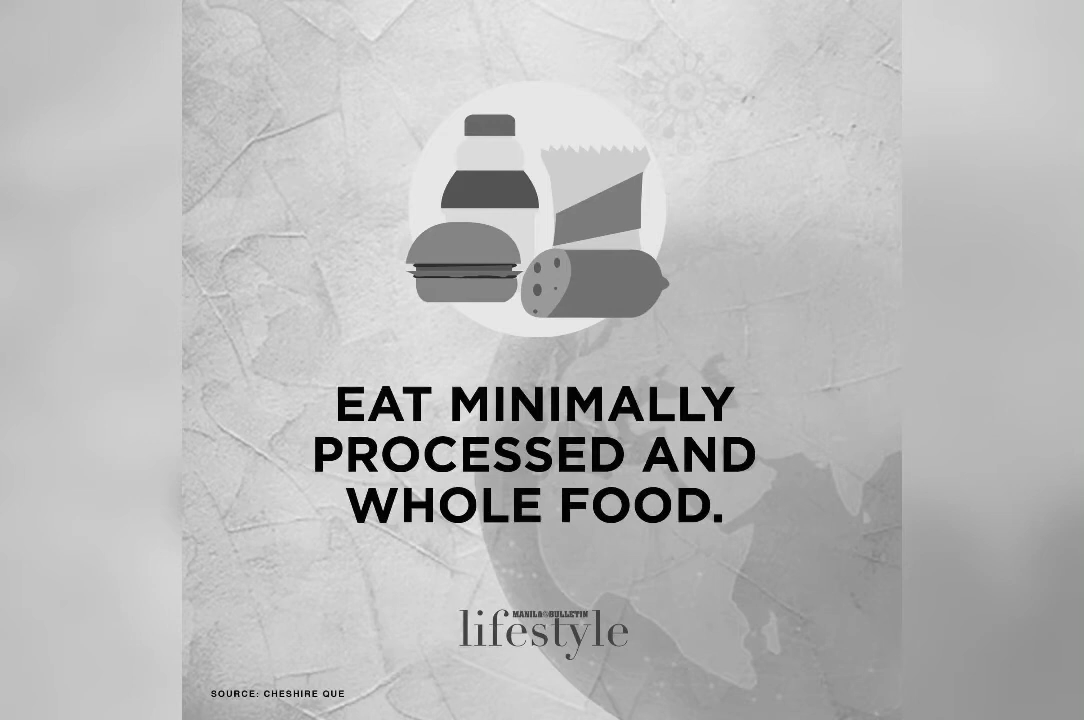 EAT MINIMALLY
PROCESSED AND
WHOLE FOOD.
MANILA BULLETIN
lifestyle
SOURCE: CHESHIRE QUE